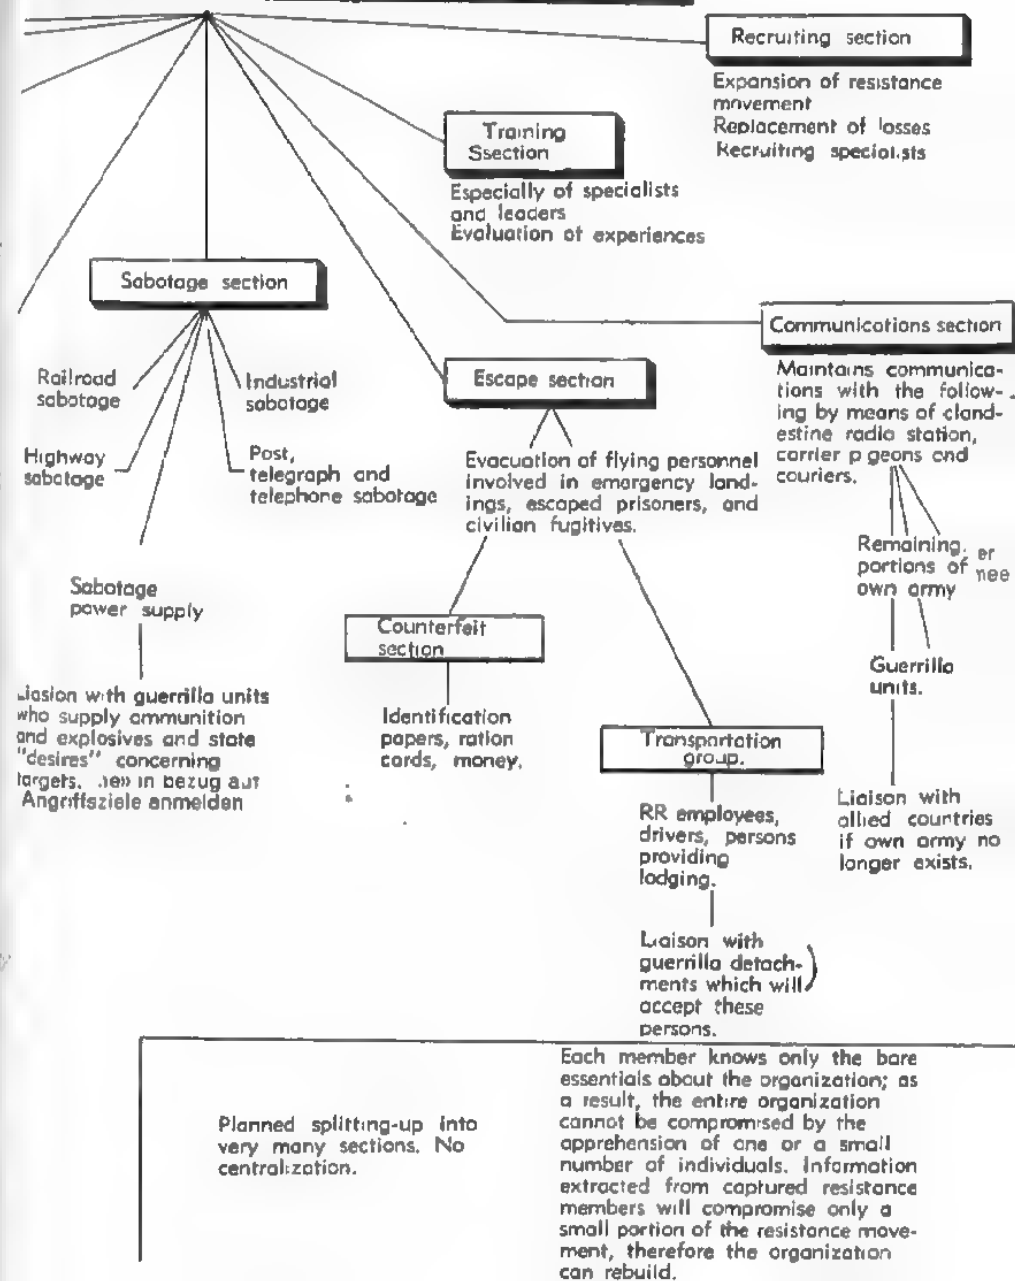 Recruiting section
Expansion of resistance
movement
Replacement of losses
Recruiting specialists
Training
Ssection
Especially of specialists
and leaders
Evaluation of experiences
Sabotage section
Railroad
sabotage
Industrial
sabotage
Highway
sabotage
Post,
telegraph and
telephone sabotage
Sabotage
power supply
Liasion with guerrilla units
who supply ammunition
and explosives and state
"desires" concerning
targets. in bezug auf
Angriffsziele anmelden
Escape section
Evacuation of flying personnel
involved in emergency land-
ings, escaped prisoners, and
civilian fugitives.
Counterfeit
section
Identification
papers, ration
cards, money.
Transportation
group.
RR employees,
drivers, persons
providing
lodging.
Liaison with
guerrilla detach-
ments which will
accept these
persons.
Communications section
Maintains communica-
tions with the follow-
ing by means of cland-
estine radio station,
carrier pigeons and
couriers.
Remaining
portions of
own army
Guerrilla
units.
Liaison with
allied countries
if own army no
longer exists.
Planned splitting-up into
very many sections. No
centralization.
Each member knows only the bare
essentials about the organization; as
a result, the entire organization
cannot be compromised by the
apprehension of one or a small
number of individuals. Information
extracted from captured resistance
members will compromise only a
small portion of the resistance move-
ment, therefore the organization
can rebuild.